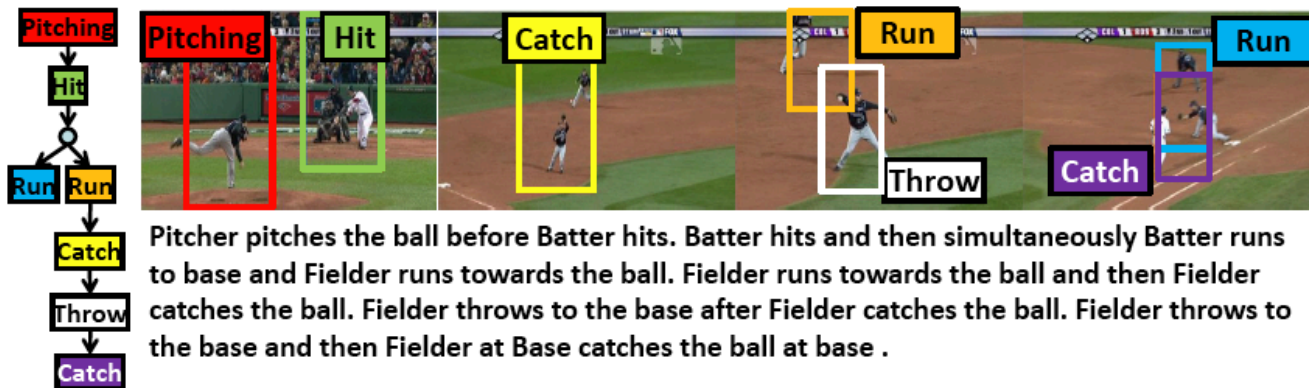 Pitching
Hit
Run Run
Catch
Throw
Catch
Pitching
Hit
Catch
FOX
Run
Throw
COL 1
Run
Catch
Pitcher pitches the ball before Batter hits. Batter hits and then simultaneously Batter runs
to base and Fielder runs towards the ball. Fielder runs towards the ball and then Fielder
catches the ball. Fielder throws to the base after Fielder catches the ball. Fielder throws to
the base and then Fielder at Base catches the ball at base .